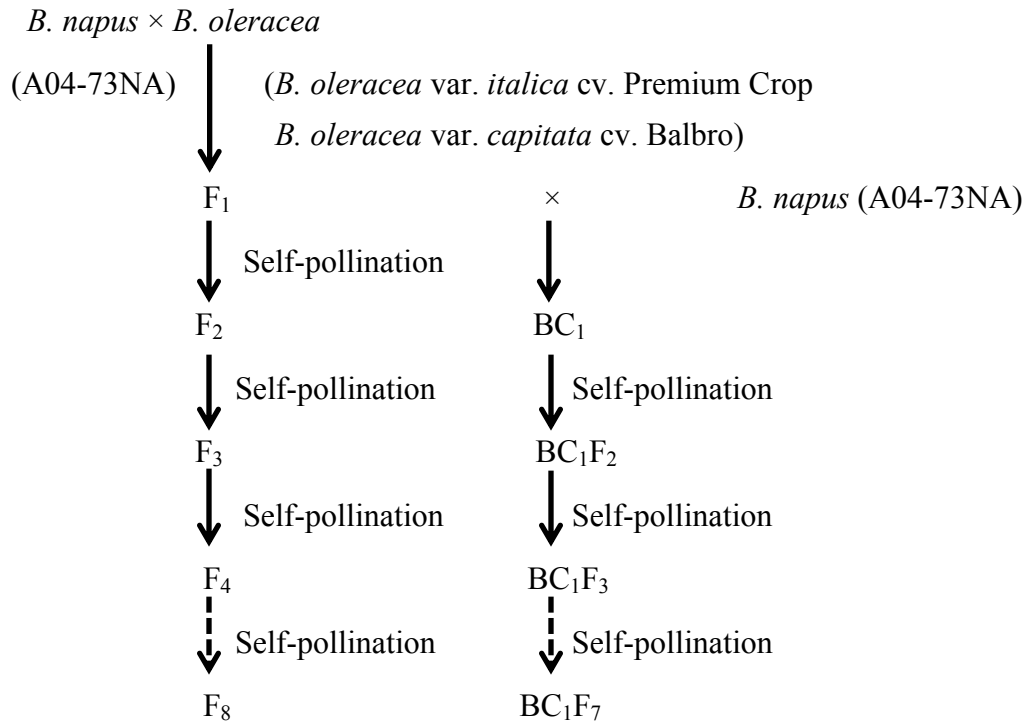 B. napus × B. oleracea
(A04-73NA) (B. oleracea var. italica cv. Premium Crop
B. oleracea var. capitata cv. Balbro)
F₁ × B. napus (A04-73NA)
Self-pollination
F₂ BC₁
Self-pollination Self-pollination
F₃ BC₁F₂
Self-pollination Self-pollination
F₄ BC₁F₃
Self-pollination Self-pollination
F₈ BC₁F₇